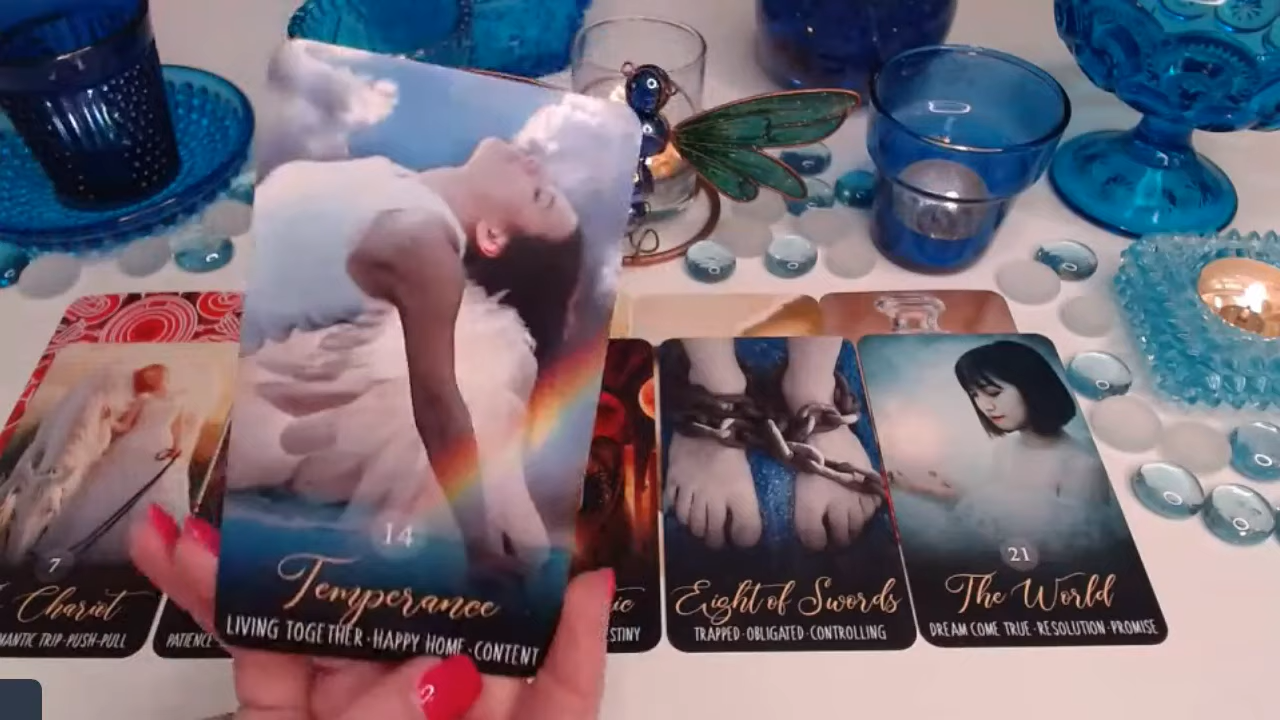 7
Chariot
MANTIC TRIP·PUSH-PULL
PATIENCE
14
Temperance
LIVING TOGETHER·HAPPY HOME·CONTENT
STINY
Eight of Swords
TRAPPED·OBLIGATED·CONTROLLING
21
The World
DREAM COME TRUE·RESOLUTION·PROMISE